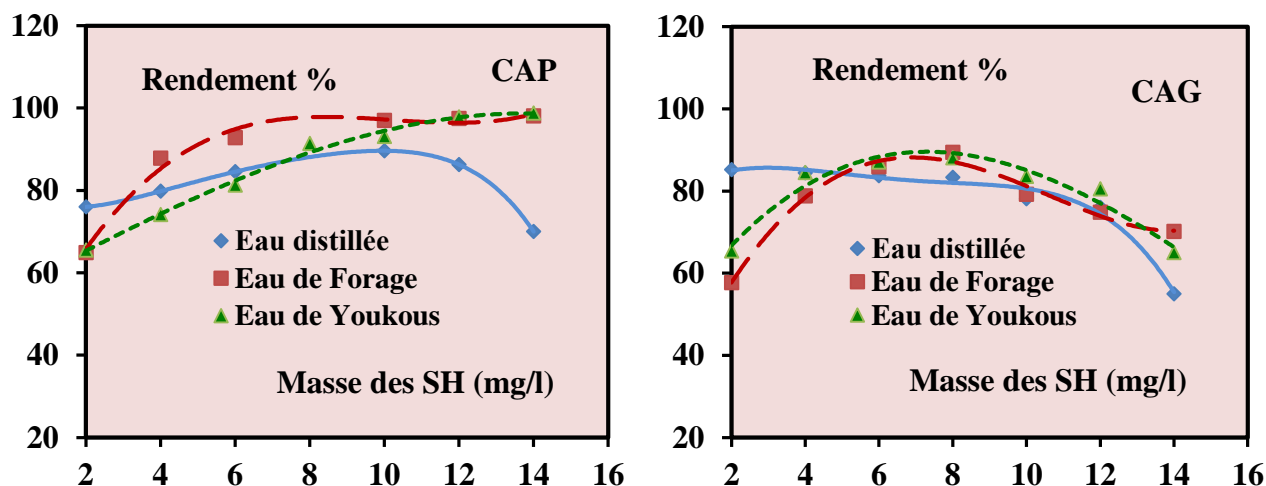 120
100
80
60
40
20
Rendement %
CAP
Eau distillée
Eau de Forage
Eau de Youkous
Masse des SH (mg/l)
2 4 6 8 10 12 14 16
120
100
80
60
40
20
Rendement %
CAG
Eau distillée
Eau de Forage
Eau de Youkous
Masse des SH (mg/l)
2 4 6 8 10 12 14 16